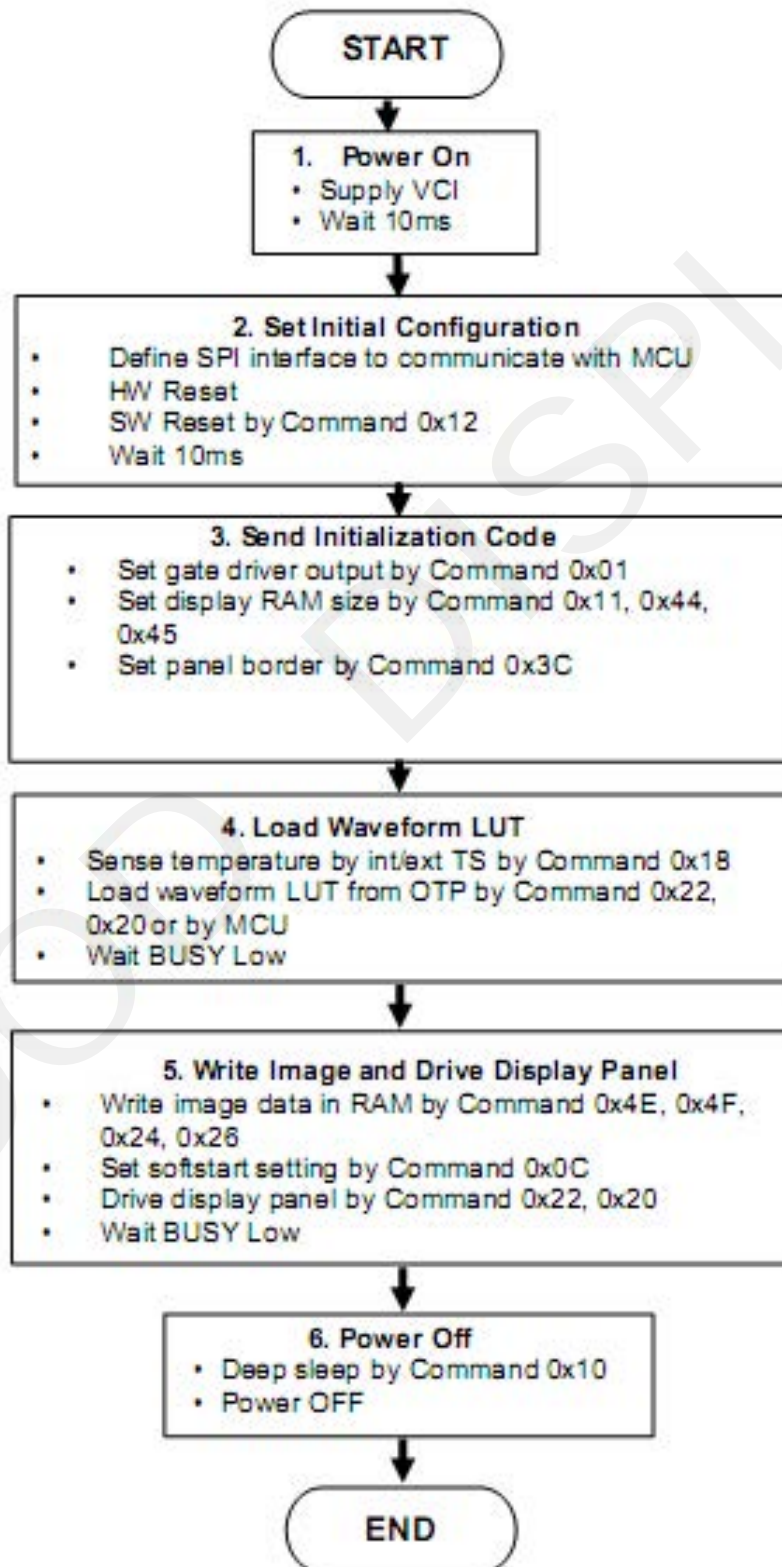 START
1. Power On
• Supply VCI
• Wait 10ms
2. Set Initial Configuration
• Define SPI interface to communicate with MCU
• HW Reset
• SW Reset by Command 0x12
• Wait 10ms
3. Send Initialization Code
• Set gate driver output by Command 0x01
• Set display RAM size by Command 0x11, 0x44,
0x45
• Set panel border by Command 0x3C
4. Load Waveform LUT
• Sense temperature by int/ext TS by Command 0x18
• Load waveform LUT from OTP by Command 0x22,
0x20 or by MCU
• Wait BUSY Low
5. Write Image and Drive Display Panel
• Write image data in RAM by Command 0x4E, 0x4F,
0x24, 0x26
• Set softstart setting by Command 0x0C
• Drive display panel by Command 0x22, 0x20
• Wait BUSY Low
6. Power Off
• Deep sleep by Command 0x10
• Power OFF
END